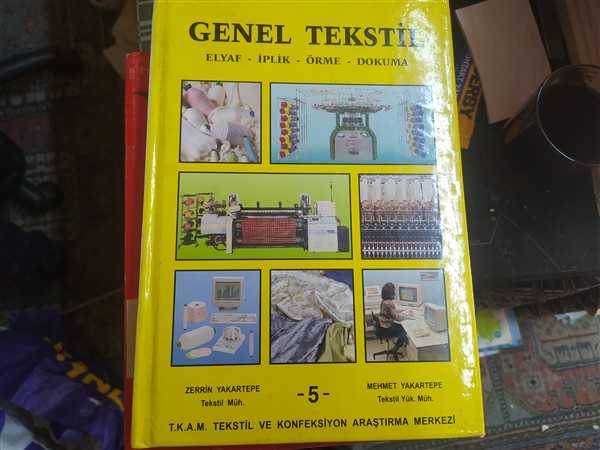 GENEL TEKSTİL
ELYAF - İPLİK - ÖRME - DOKUMA
ZERRİN YAKARTEPE
Tekstil Müh.
-5-
MEHMET YAKARTEPE
Tekstil Yük. Müh.
T.K.A.M. TEKSTİL VE KONFEKSİYON ARAŞTIRMA MERKEZİ